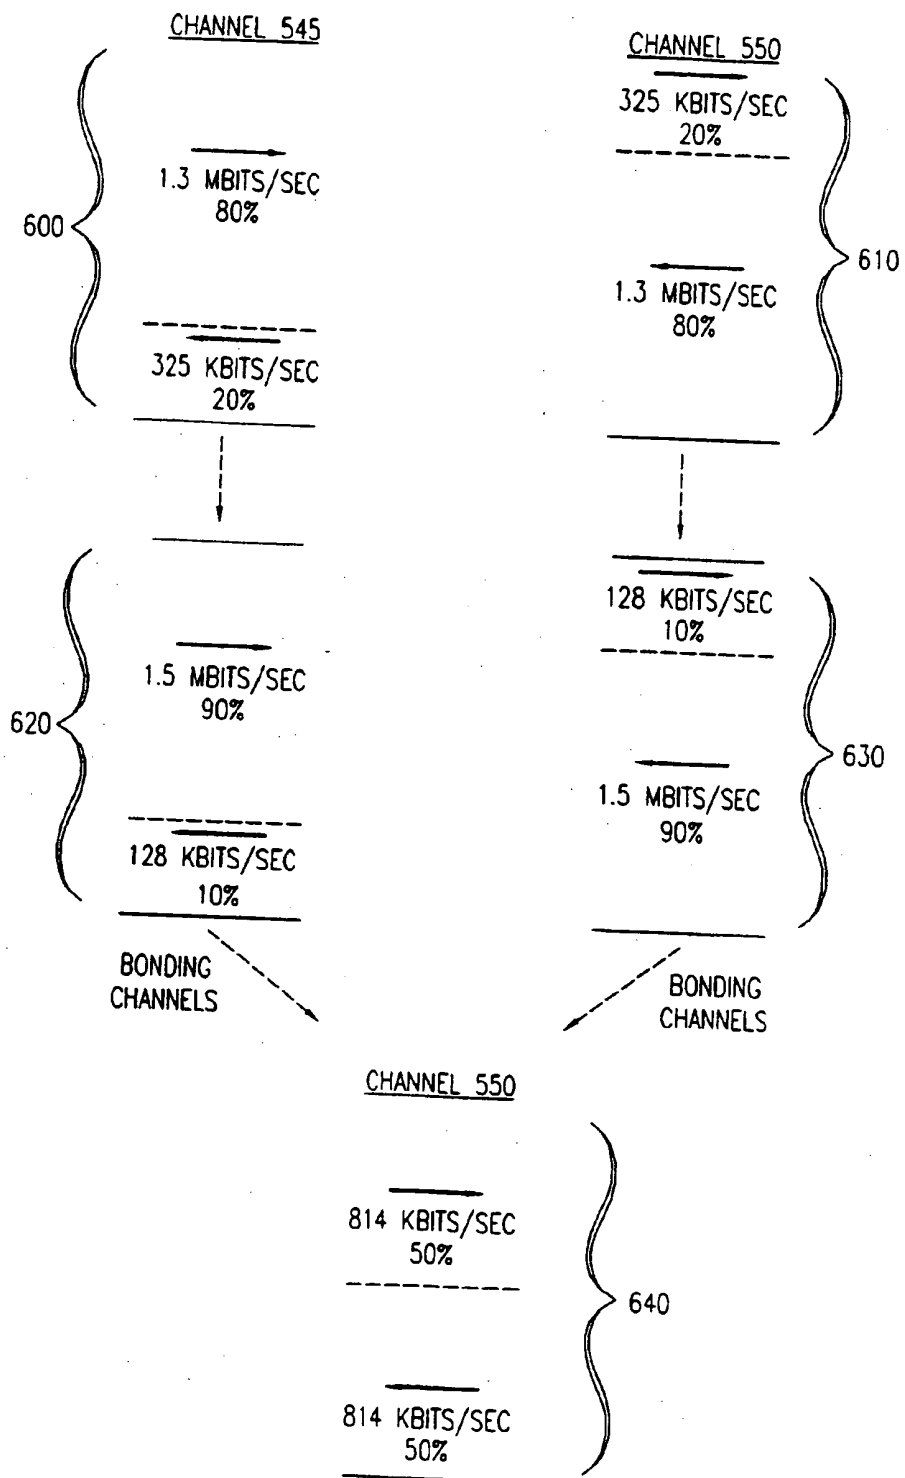 CHANNEL 545
1.3 MBITS/SEC
80%
600
325 KBITS/SEC
20%
CHANNEL 550
325 KBITS/SEC
20%
1.3 MBITS/SEC
80%
610
1.5 MBITS/SEC
90%
620
128 KBITS/SEC
10%
128 KBITS/SEC
10%
1.5 MBITS/SEC
90%
630
BONDING
CHANNELS
BONDING
CHANNELS
CHANNEL 550
814 KBITS/SEC
50%
640
814 KBITS/SEC
50%